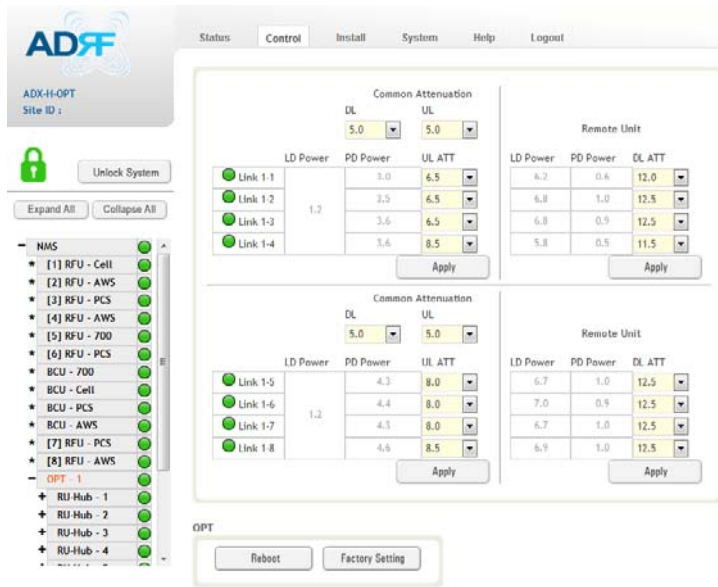 ADRF
Status Control Install System Help Logout
ADX-H-OPT
Site ID :
Unlock System
Expand All Collapse All
NMS
[1] RFU - Cell
[2] RFU - AWS
[3] RFU - PCS
[4] RFU - AWS
[5] RFU - 700
[6] RFU - PCS
BCU - 700
BCU - Cell
BCU - PCS
BCU - AWS
[7] RFU - PCS
[8] RFU - AWS
OPT - 1
RU-Hub - 1
RU-Hub - 2
RU-Hub - 3
RU-Hub - 4
Common Attenuation
DL UL
5.0 5.0 Remote Unit
LD Power PD Power UL ATT LD Power PD Power DL ATT
Link 1-1 1.2 3.0 6.5 6.2 0.6 12.0
Link 1-2 3.5 6.5 6.8 1.0 12.5
Link 1-3 3.6 6.5 6.8 0.9 12.5
Link 1-4 3.6 8.5 5.8 0.5 11.5
Apply Apply
Common Attenuation
DL UL
5.0 5.0 Remote Unit
LD Power PD Power UL ATT LD Power PD Power DL ATT
Link 1-5 1.2 4.3 8.0 6.7 1.0 12.5
Link 1-6 4.4 8.0 7.0 0.9 12.5
Link 1-7 4.3 8.0 6.7 1.0 12.5
Link 1-8 4.6 8.5 6.9 1.0 12.5
Apply Apply
OPT
Reboot Factory Setting